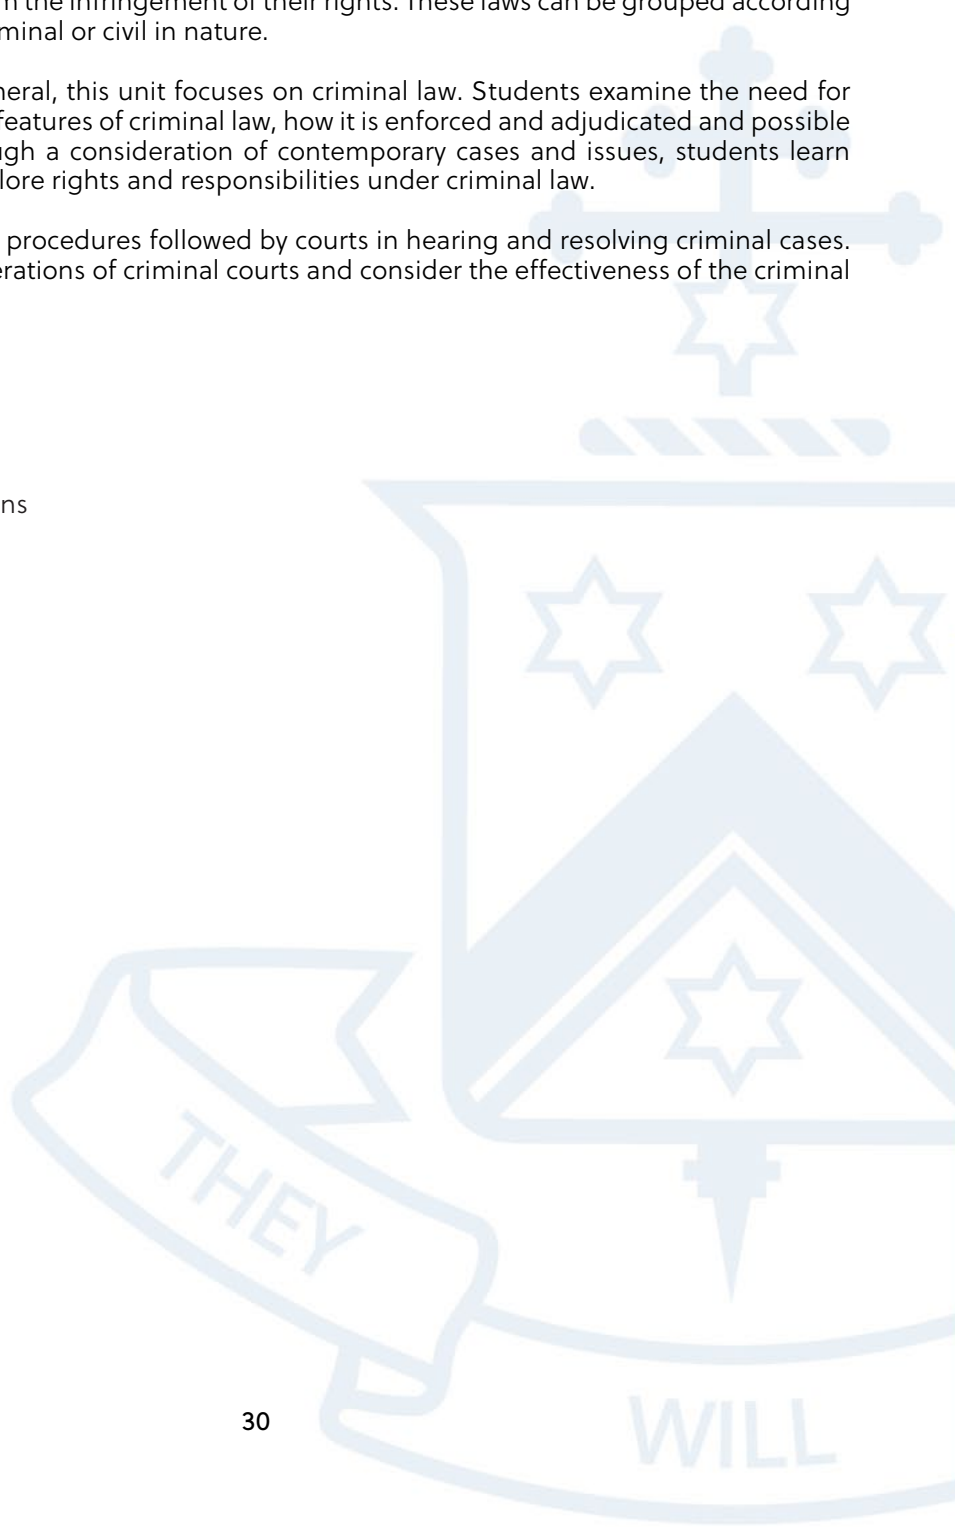 the infringement of their rights. These laws can be grouped according
minal or civil in nature.
neral, this unit focuses on criminal law. Students examine the need for
features of criminal law, how it is enforced and adjudicated and possible
gh a consideration of contemporary cases and issues, students learn
lore rights and responsibilities under criminal law.
procedures followed by courts in hearing and resolving criminal cases.
erations of criminal courts and consider the effectiveness of the criminal
ns
THEY
30
WILL